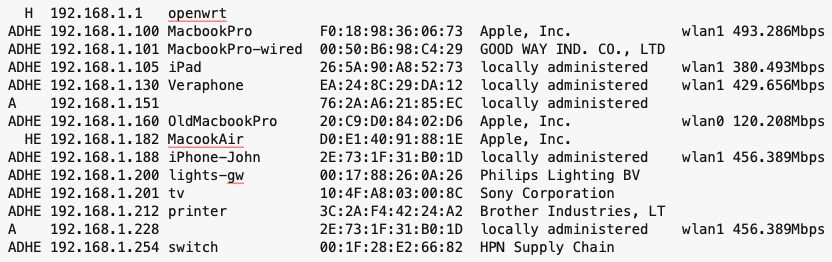 H 192.168.1.1 openwrt
ADHE 192.168.1.100 MacbookPro F0:18:98:36:06:73 Apple, Inc. wlan1 493.286Mbps
ADHE 192.168.1.101 MacbookPro-wired 00:50:B6:98:C4:29 GOOD WAY IND. CO., LTD
ADHE 192.168.1.105 iPad 26:5A:90:A8:52:73 locally administered wlan1 380.493Mbps
ADHE 192.168.1.130 Veraphone EA:24:8C:29:DA:12 locally administered wlan1 429.656Mbps
A 192.168.1.151 76:2A:A6:21:85:EC locally administered
ADHE 192.168.1.160 OldMacbookPro 20:C9:D0:84:02:D6 Apple, Inc. wlan0 120.208Mbps
HE 192.168.1.182 MacookAir D0:E1:40:91:88:1E Apple, Inc.
ADHE 192.168.1.188 iPhone-John 2E:73:1F:31:B0:1D locally administered wlan1 456.389Mbps
ADHE 192.168.1.200 lights-gw 00:17:88:26:0A:26 Philips Lighting BV
ADHE 192.168.1.201 tv 10:4F:A8:03:00:8C Sony Corporation
ADHE 192.168.1.212 printer 3C:2A:F4:42:24:A2 Brother Industries, LT
A 192.168.1.228 2E:73:1F:31:B0:1D locally administered wlan1 456.389Mbps
ADHE 192.168.1.254 switch 00:1F:28:E2:66:82 HPN Supply Chain